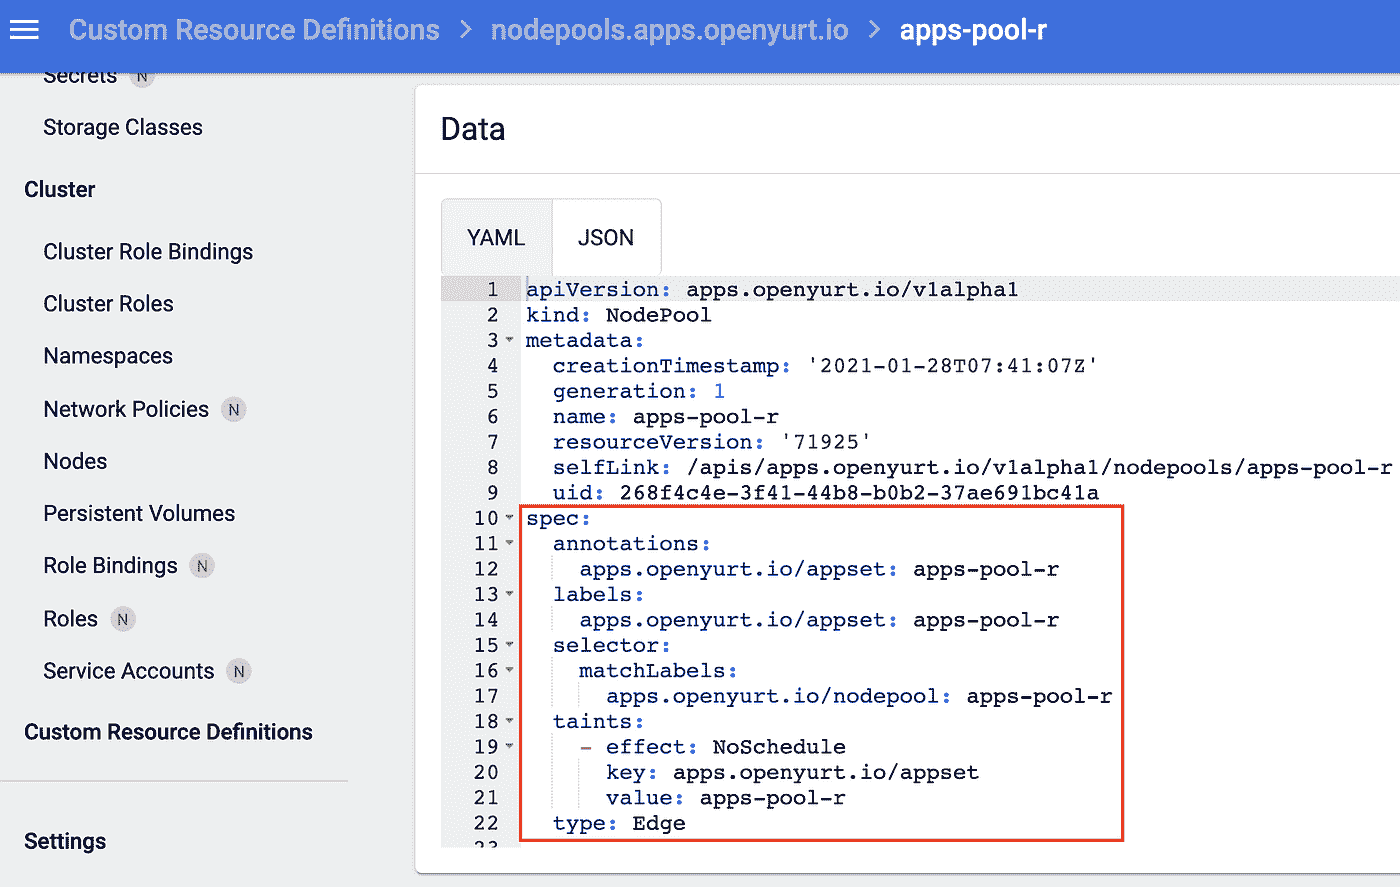 Custom Resource Definitions > nodepools.apps.openyurt.io > apps-pool-r
Secrets N
Storage Classes
Cluster
Cluster Role Bindings
Cluster Roles
Namespaces
Network Policies N
Nodes
Persistent Volumes
Role Bindings N
Roles N
Service Accounts N
Custom Resource Definitions
Settings
Data
YAML JSON
1 apiVersion: apps.openyurt.io/v1alpha1
2 kind: NodePool
3 metadata:
4 creationTimestamp: '2021-01-28T07:41:07Z'
5 generation: 1
6 name: apps-pool-r
7 resourceVersion: '71925'
8 selfLink: /apis/apps.openyurt.io/v1alpha1/nodepools/apps-pool-r
9 uid: 268f4c4e-3f41-44b8-b0b2-37ae691bc41a
10 spec:
11 annotations:
12 apps.openyurt.io/appset: apps-pool-r
13 labels:
14 apps.openyurt.io/appset: apps-pool-r
15 selector:
16 matchLabels:
17 apps.openyurt.io/nodepool: apps-pool-r
18 taints:
19 - effect: NoSchedule
20 key: apps.openyurt.io/appset
21 value: apps-pool-r
22 type: Edge
23